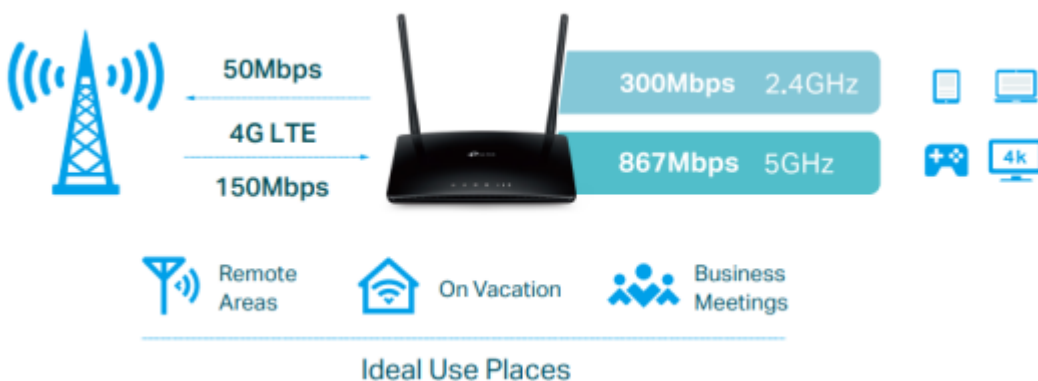 50Mbps
4G LTE
150Mbps
300Mbps 2.4GHz
867Mbps 5GHz
4k
Remote
Areas
On Vacation
Business
Meetings
Ideal Use Places